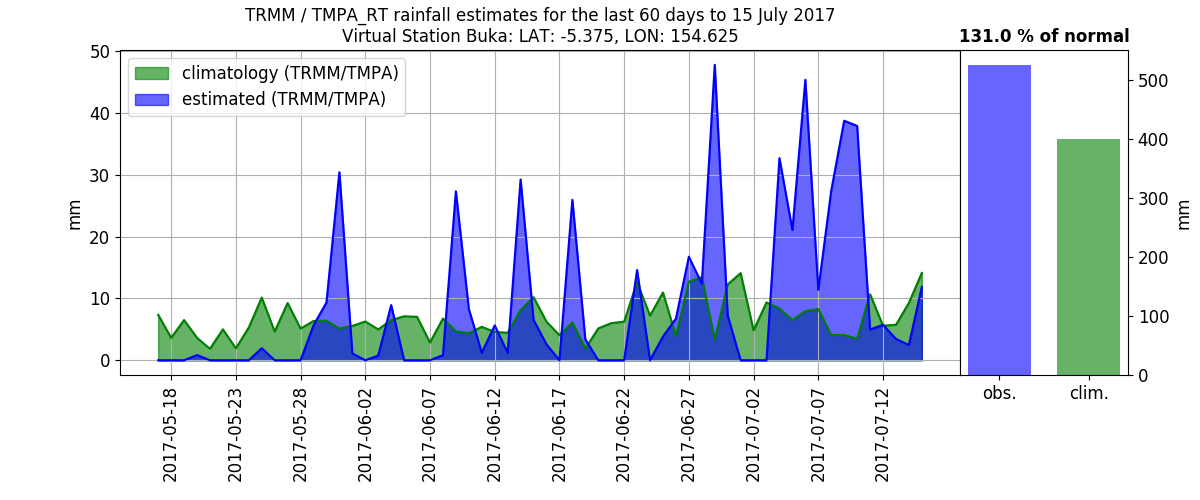 TRMM / TMPA_RT rainfall estimates for the last 60 days to 15 July 2017
Virtual Station Buka: LAT: -5.375, LON: 154.625
131.0 % of normal
climatology (TRMM/TMPA)
estimated (TRMM/TMPA)
50
40
30
20
10
0
mm
2017-05-18
2017-05-23
2017-05-28
2017-06-02
2017-06-07
2017-06-12
2017-06-17
2017-06-22
2017-06-27
2017-07-02
2017-07-07
2017-07-12
500
400
300
200
100
0
mm
obs.
clim.